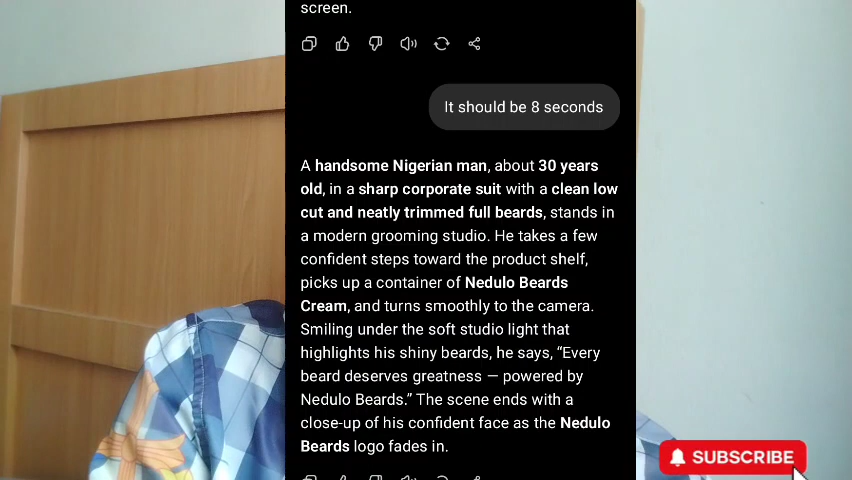 screen.
It should be 8 seconds
A handsome Nigerian man, about 30 years
old, in a sharp corporate suit with a clean low
cut and neatly trimmed full beards, stands in
a modern grooming studio. He takes a few
confident steps toward the product shelf,
picks up a container of Nedulo Beards
Cream, and turns smoothly to the camera.
Smiling under the soft studio light that
highlights his shiny beards, he says, “Every
beard deserves greatness — powered by
Nedulo Beards.” The scene ends with a
close-up of his confident face as the Nedulo
Beards logo fades in.
SUBSCRIBE